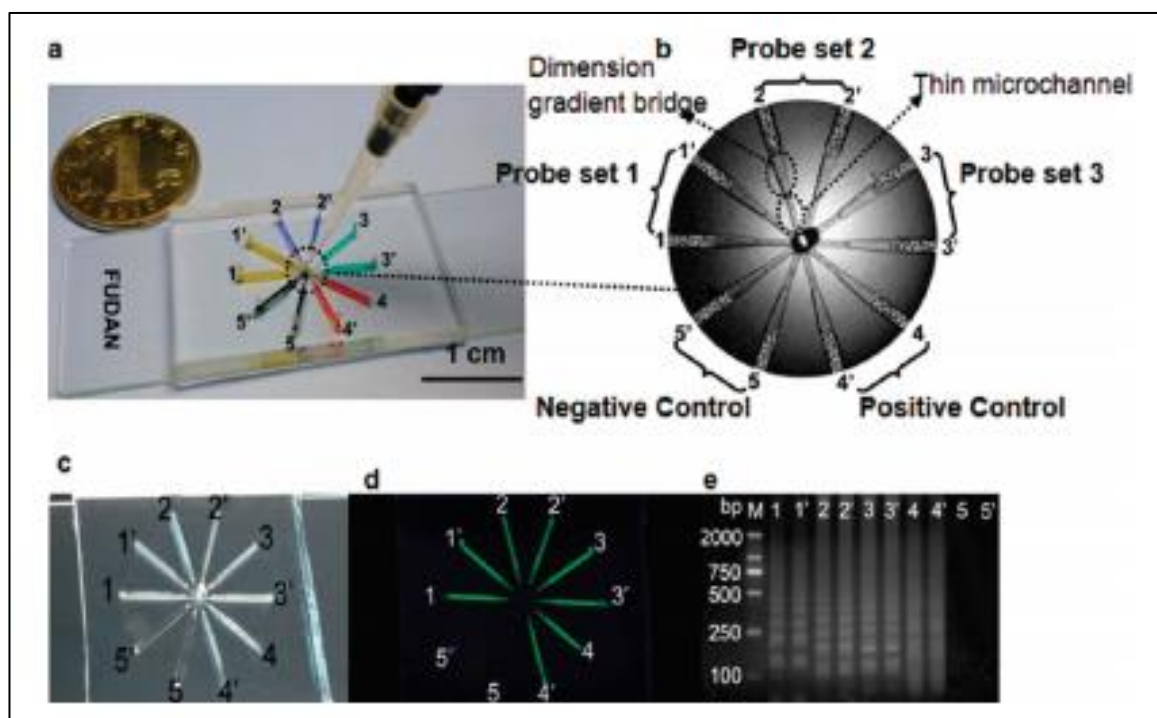 a
b
Probe set 2
Dimension
gradient bridge
Thin microchannel
2
2'
1'
3
Probe set 1
Probe set 3
1
3'
5'
4
5
4'
Negative Control
Positive Control
1
2
2'
3
1'
3'
1
4
5'
4'
5
FUDAN
1 cm
c
2
2'
1'
3
1
3'
5'
4
5
4'
d
2
2'
1'
3
1
3'
5'
4
5
4'
e
bp M 1 1' 2 2' 3 3' 4 4' 5 5'
2000
750
500
250
100